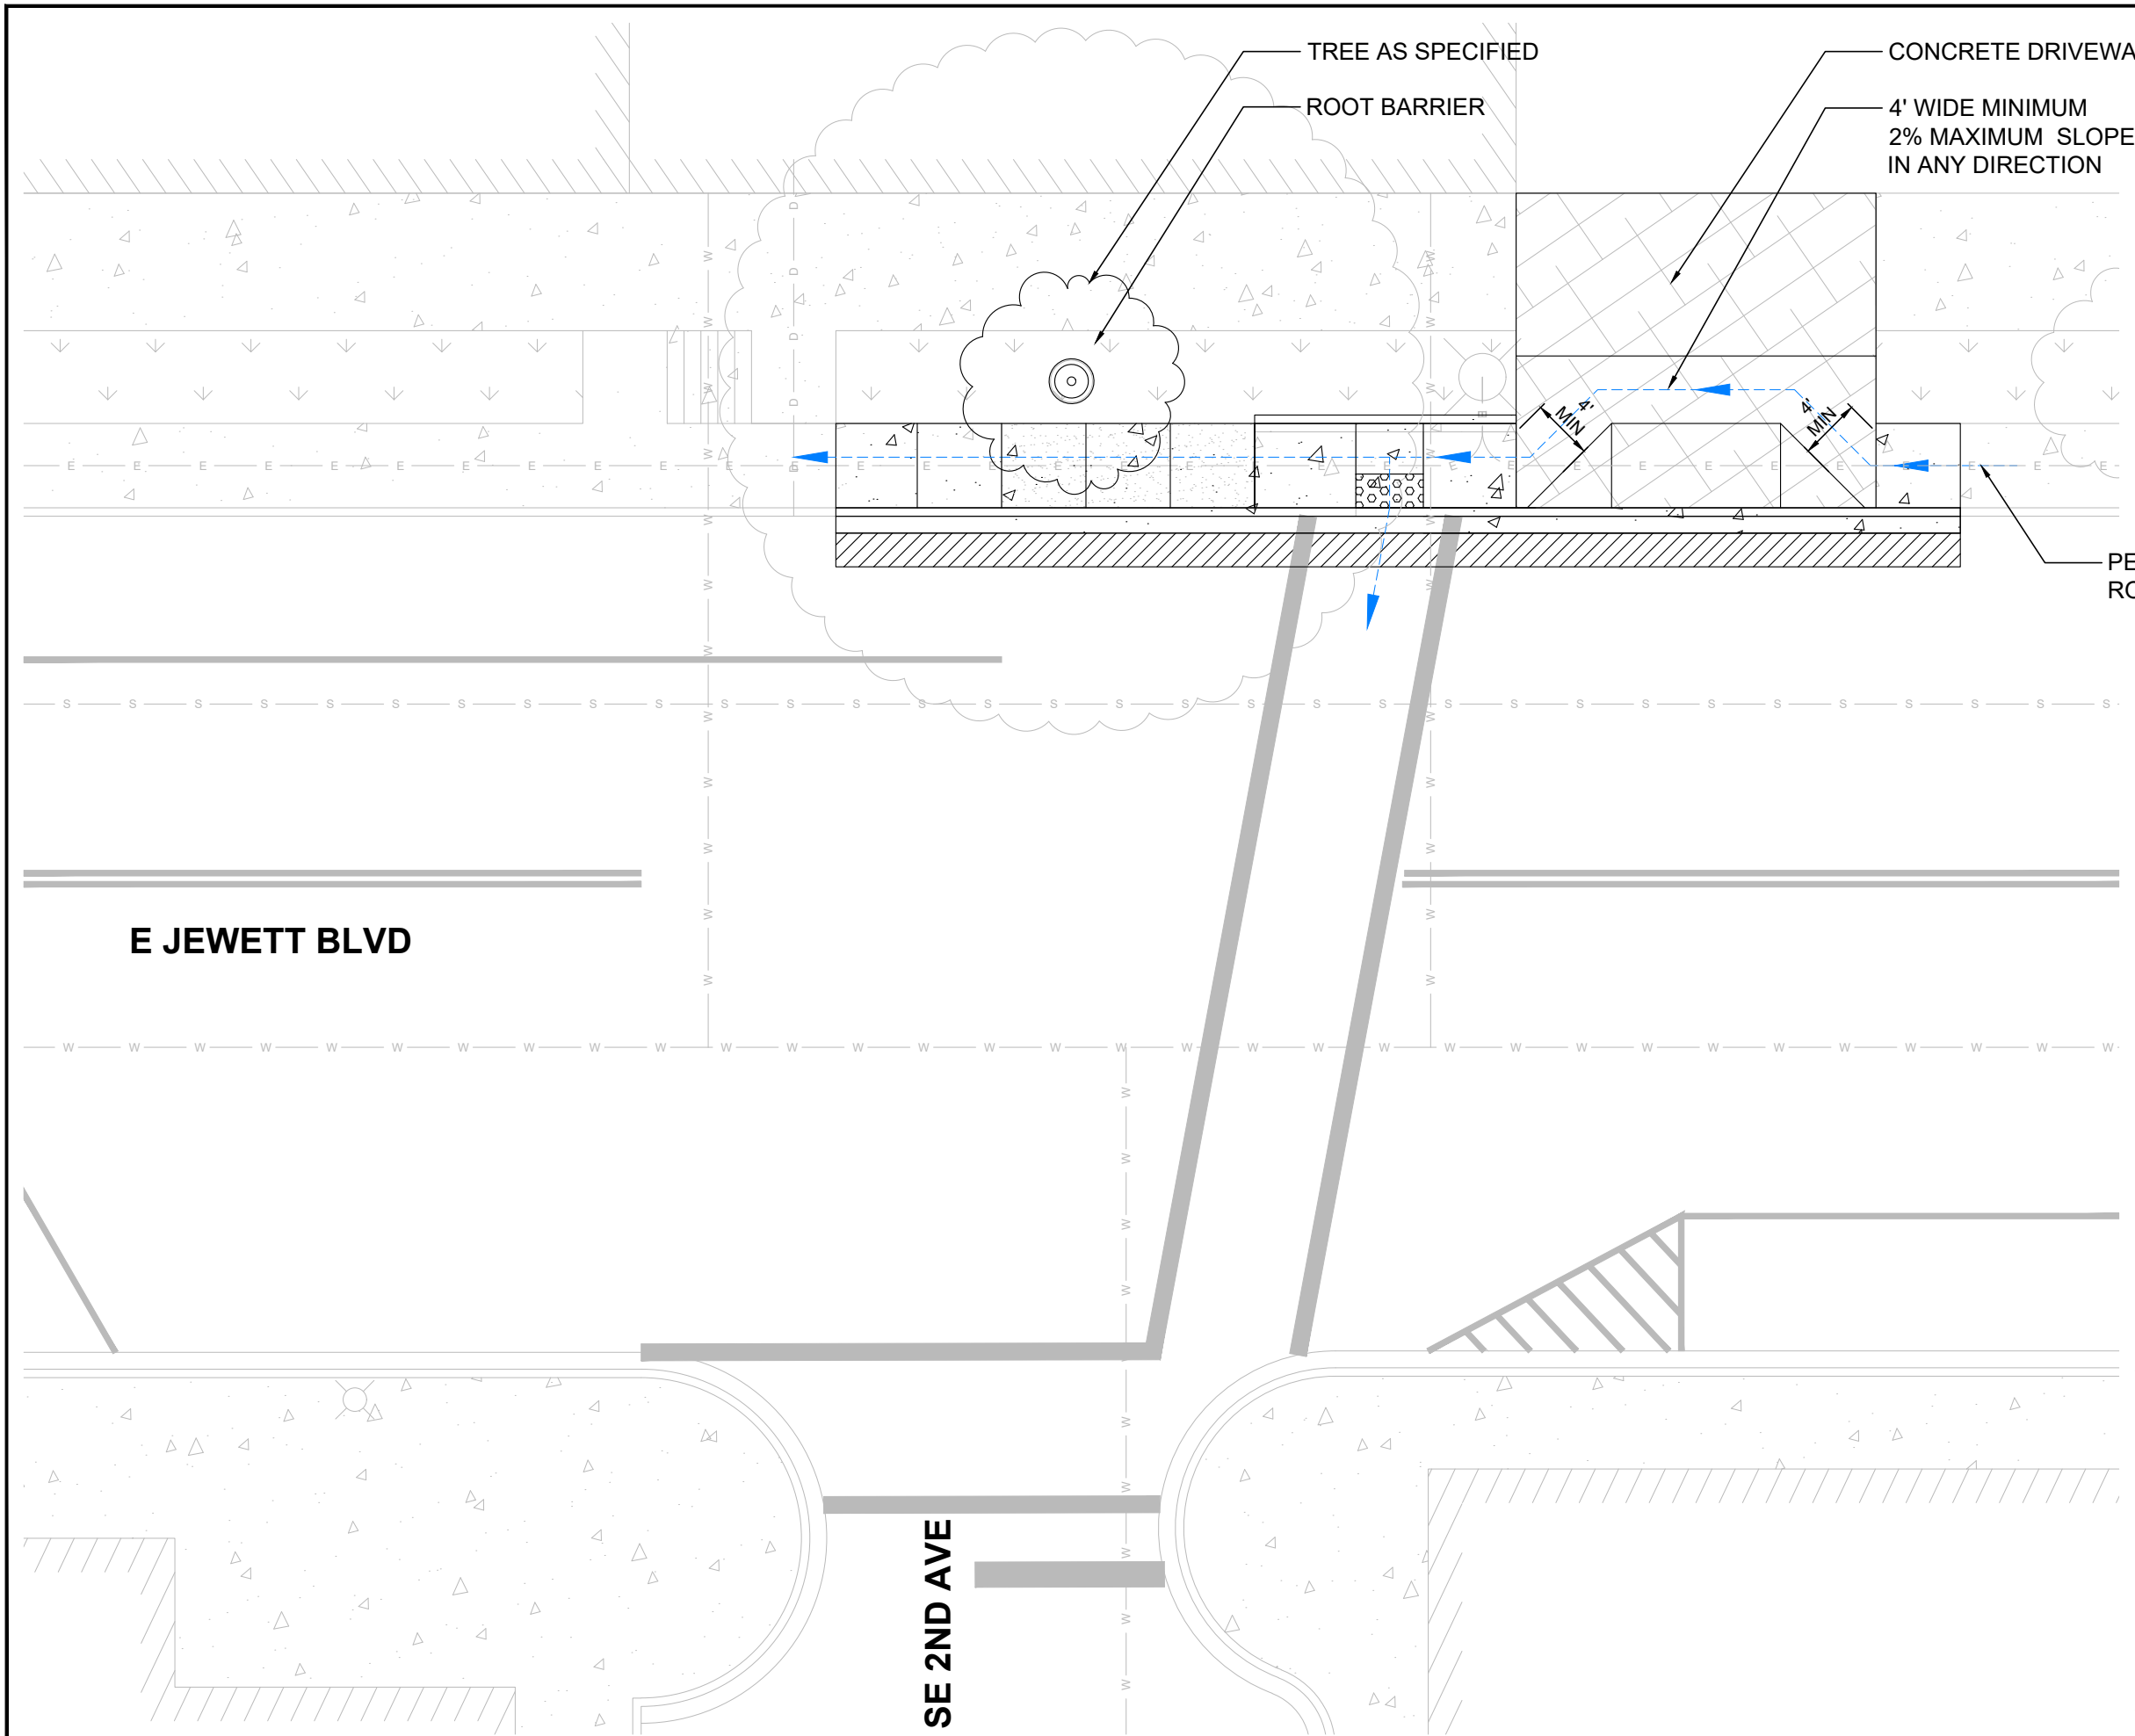 TREE AS SPECIFIED
ROOT BARRIER
CONCRETE DRIVEWA
4' WIDE MINIMUM
2% MAXIMUM SLOPE
IN ANY DIRECTION
4'
MIN
4'
MIN
PE
RO
E JEWETT BLVD
SE 2ND AVE
D D D D D
E E E E E E E E E E E E E E E E E E E E E E E E E E E E
S S S S S S S S S S S S S S S S S S S S S S S S S S S S S S S S
W W W W W W W W W W W W W W W W W W W W W W W W W W W W W W W W